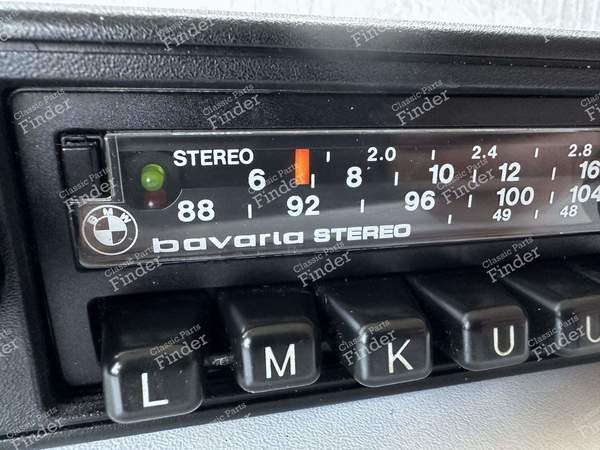 STEREO 2.0 2.4 2.8
6 8 10 12 16
88 92 96 100 104
49 48
BMW
bavaria STEREO
L M K U U
Classic Parts Finder